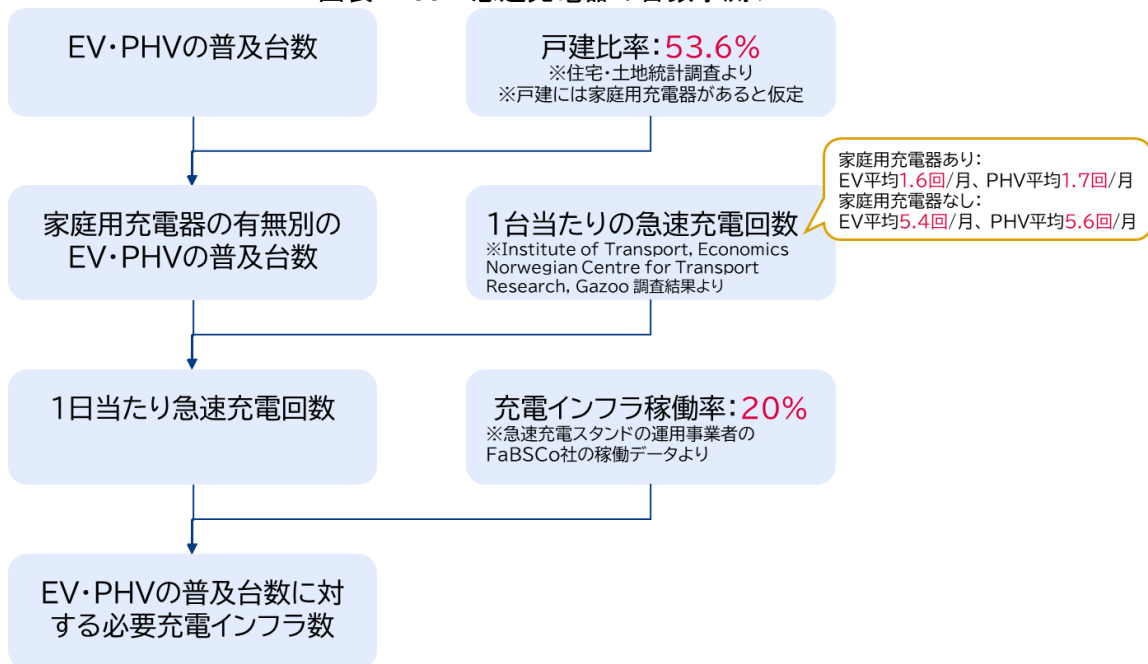 EV・PHVの普及台数
戸建比率：53.6%
※住宅・土地統計調査より
※戸建には家庭用充電器があると仮定
家庭用充電器あり：
EV平均1.6回/月、PHV平均1.7回/月
家庭用充電器なし：
EV平均5.4回/月、PHV平均5.6回/月
家庭用充電器の有無別の
EV・PHVの普及台数
1台当たりの急速充電回数
※Institute of Transport, Economics
Norwegian Centre for Transport
Research, Gazoo 調査結果より
1日当たり急速充電回数
充電インフラ稼働率：20%
※急速充電スタンドの運用事業者の
FaBSCo社の稼働データより
EV・PHVの普及台数に対
する必要充電インフラ数